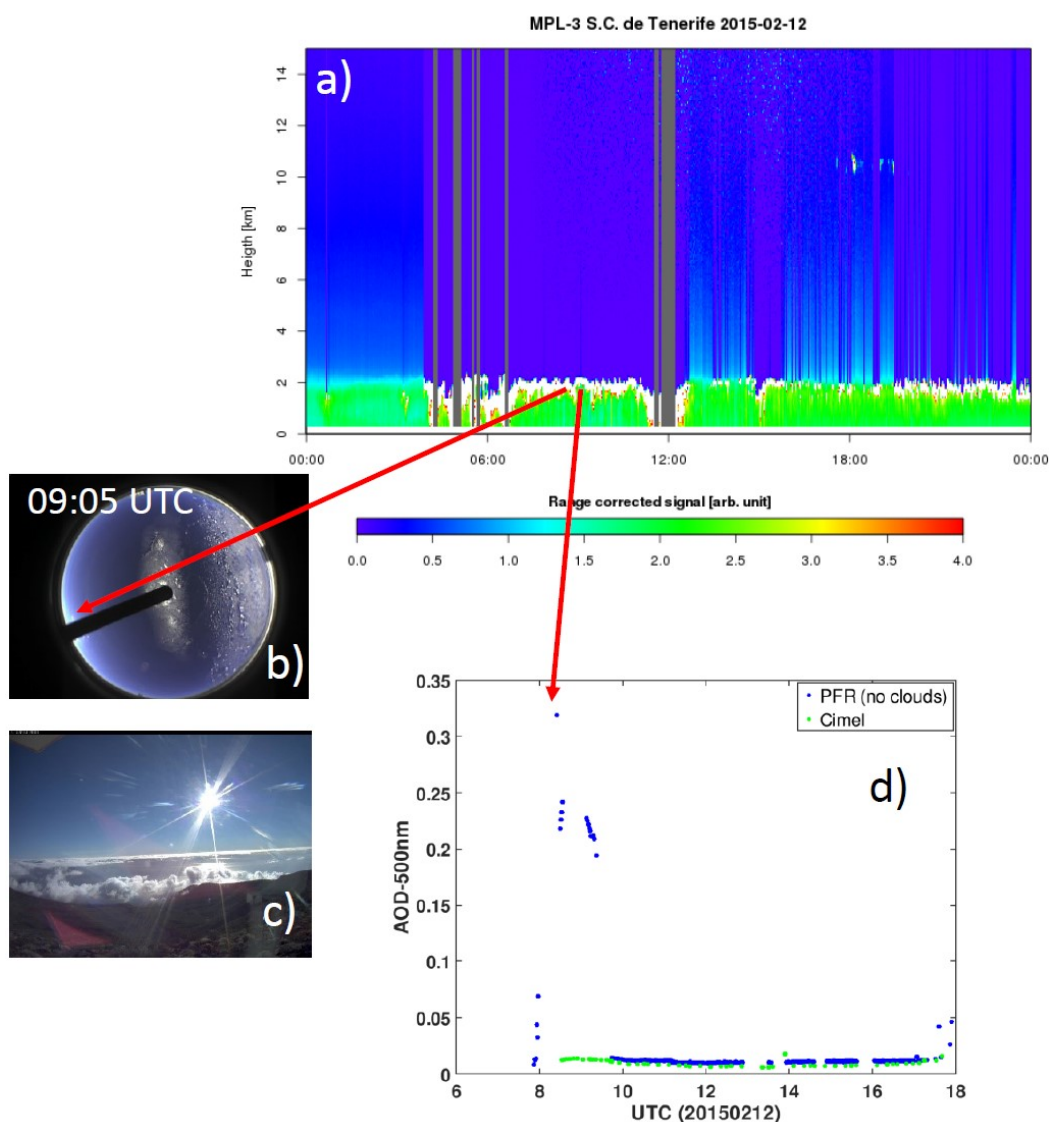 MPL-3 S.C. de Tenerife 2015-02-12
a)
Heigth [km]
14
12
10
8
6
4
2
0
00:00 06:00 12:00 18:00 00:00
Range corrected signal [arb. unit]
0.0 0.5 1.0 1.5 2.0 2.5 3.0 3.5 4.0
09:05 UTC
b)
c)
d)
PFR (no clouds)
Cimel
AOD-500nm
0.35
0.3
0.25
0.2
0.15
0.1
0.05
0
6 8 10 12 14 16 18
UTC (20150212)